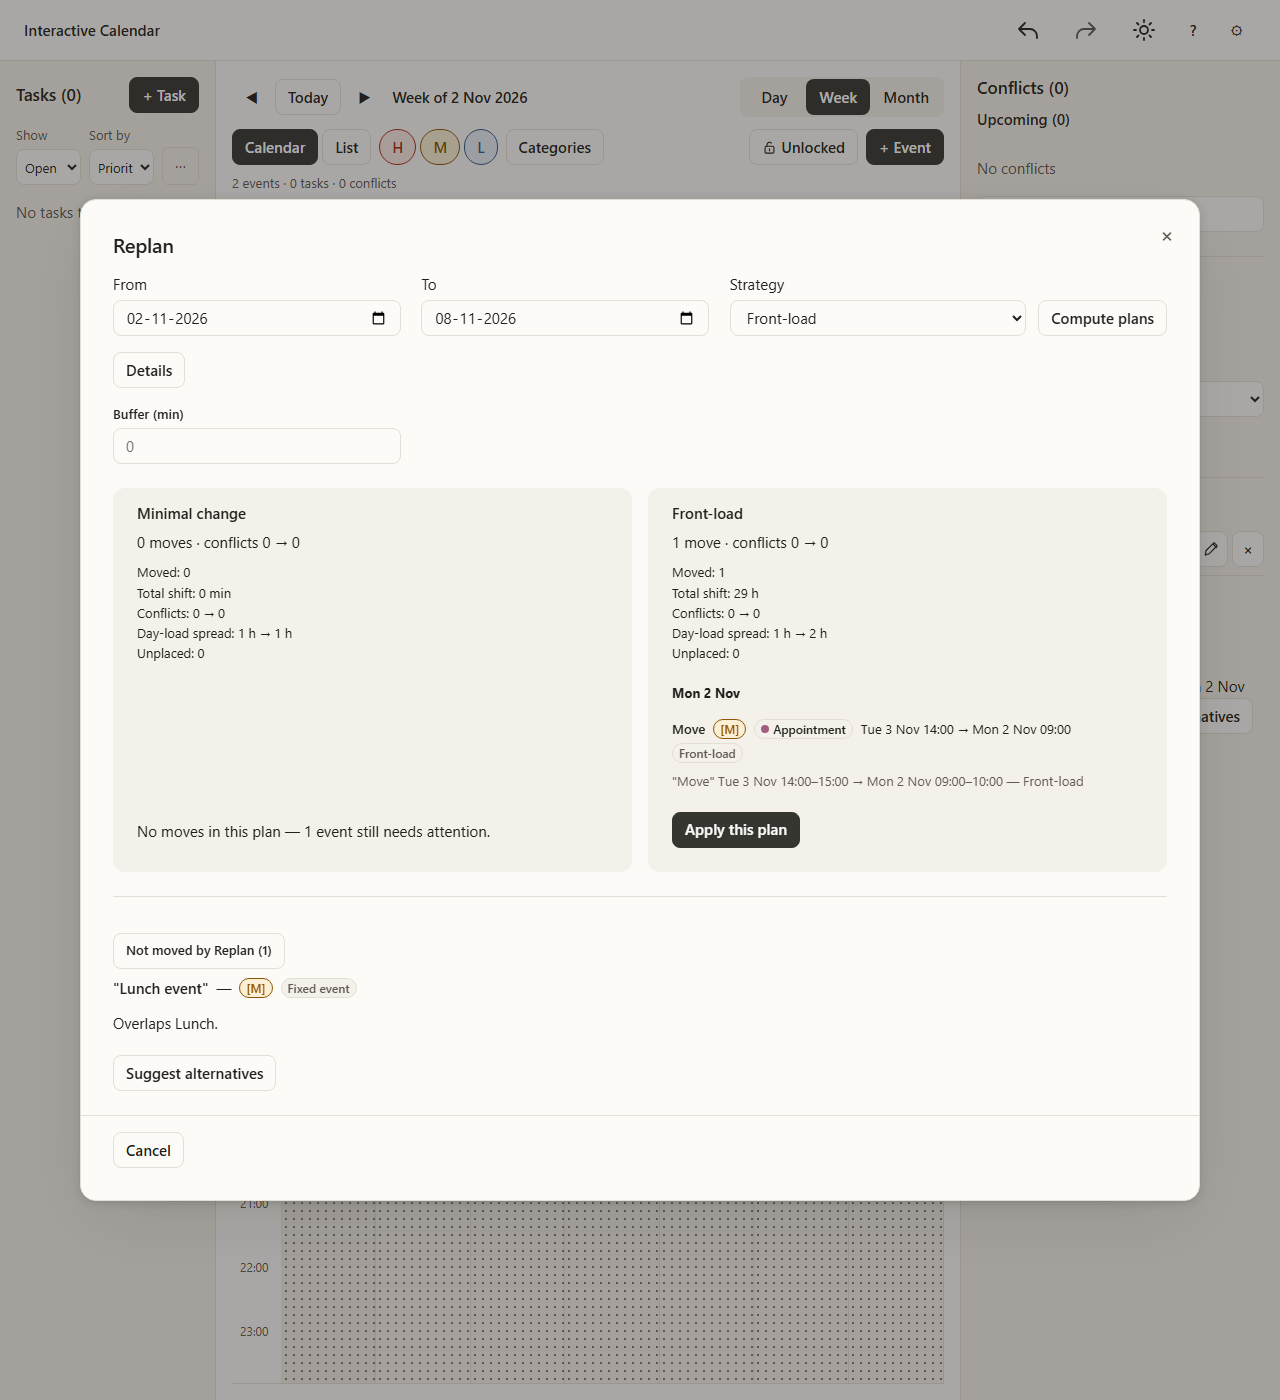 Interactive Calendar
?
Tasks (0)
+ Task
Show
Sort by
Open
Priorit
...
No tasks
Today
Week of 2 Nov 2026
Day
Week
Month
Calendar
List
H
M
L
Categories
Unlocked
+ Event
2 events · 0 tasks · 0 conflicts
Conflicts (0)
Upcoming (0)
No conflicts
Replan
×
From
To
Strategy
02-11-2026
08-11-2026
Front-load
Compute plans
Details
Buffer (min)
0
Minimal change
0 moves · conflicts 0 → 0
Moved: 0
Total shift: 0 min
Conflicts: 0 → 0
Day-load spread: 1 h → 1 h
Unplaced: 0
No moves in this plan — 1 event still needs attention.
Front-load
1 move · conflicts 0 → 0
Moved: 1
Total shift: 29 h
Conflicts: 0 → 0
Day-load spread: 1 h → 2 h
Unplaced: 0
Mon 2 Nov
Move [M] Appointment Tue 3 Nov 14:00 → Mon 2 Nov 09:00
Front-load
"Move" Tue 3 Nov 14:00–15:00 → Mon 2 Nov 09:00–10:00 — Front-load
Apply this plan
×
2 Nov
atives
Not moved by Replan (1)
"Lunch event" — [M] Fixed event
Overlaps Lunch.
Suggest alternatives
Cancel
21:00
22:00
23:00